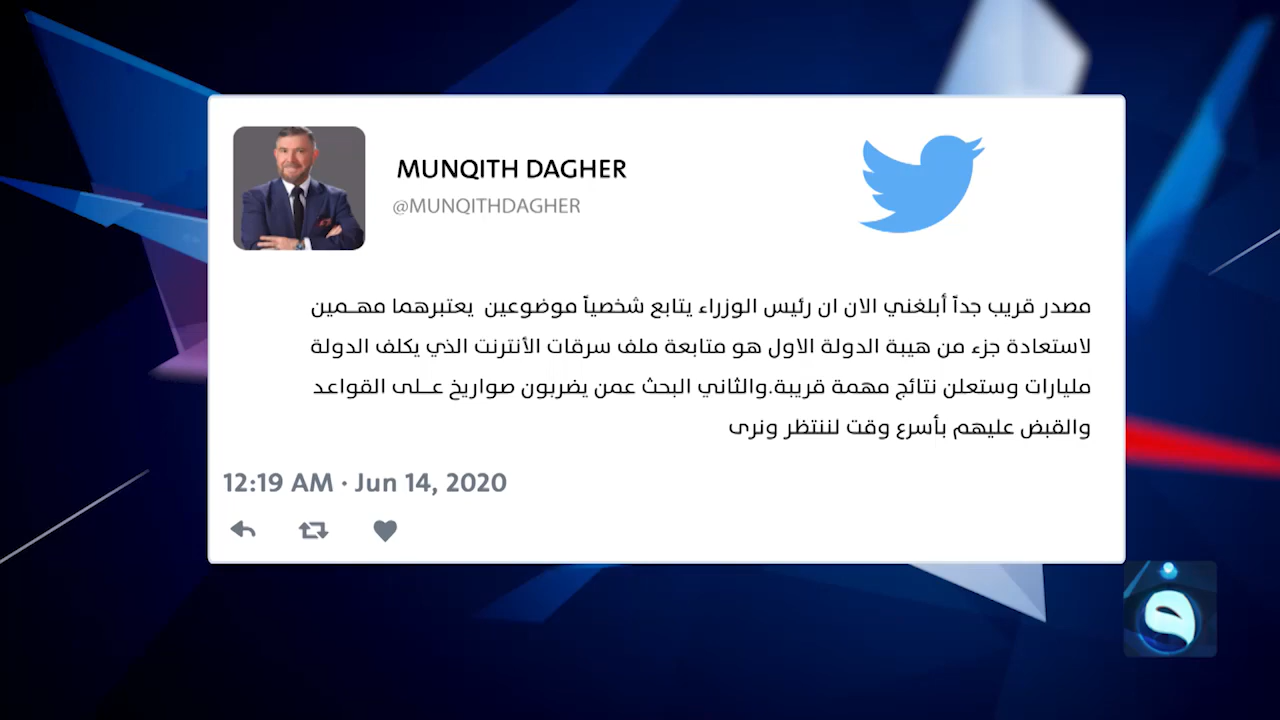 MUNQITH DAGHER
@MUNQITHDAGHER
مصدر قريب جداً أبلغني الان ان رئيس الوزراء يتابع شخصياً موضوعين يعتبرهما مهـمين
لاستعادة جزء من هيبة الدولة الاول هو متابعة ملف سرقات الأنترنت الذي يكلف الدولة
مليارات وستعلن نتائج مهمة قريبة.والثاني البحث عمن يضربون صواريخ عــلى القواعد
والقبض عليهم بأسرع وقت لننتظر ونرى
12:19 AM · Jun 14, 2020